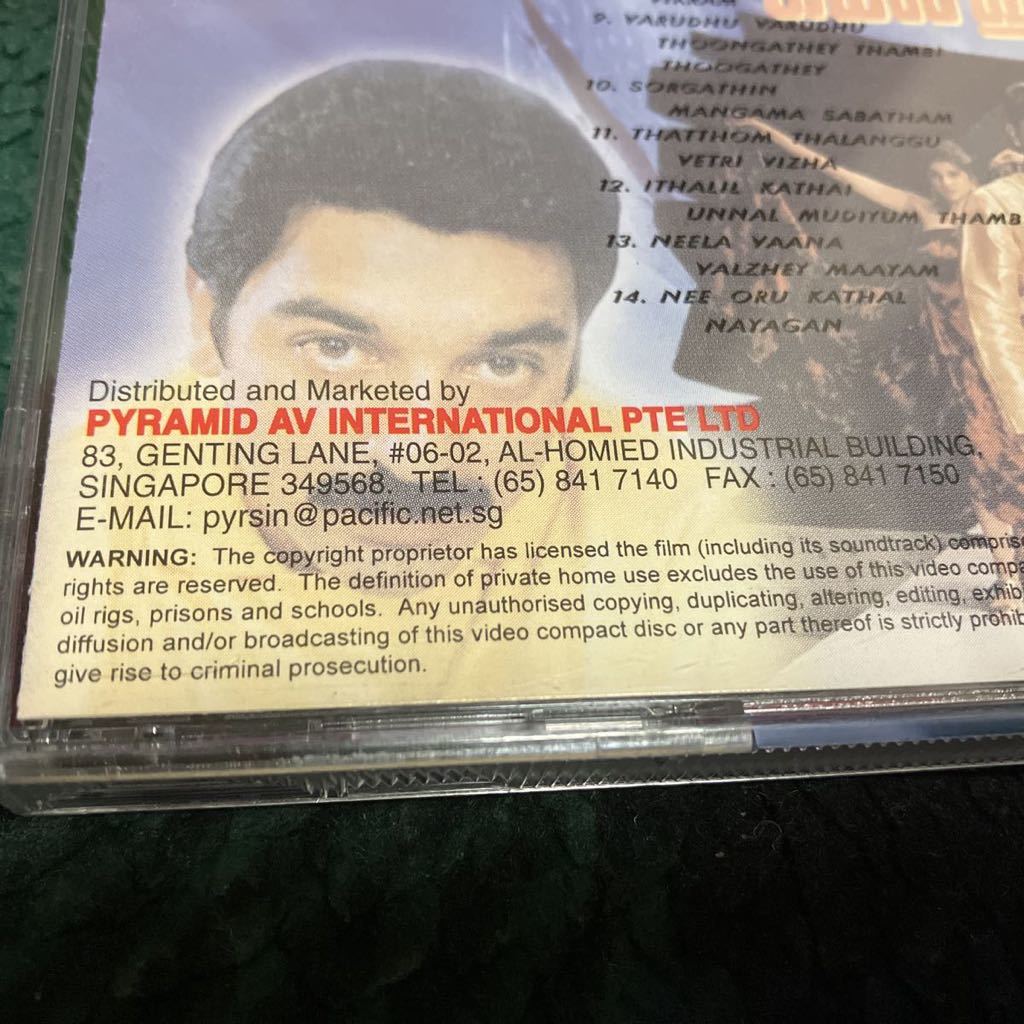 9. VARUDHU VARUDHU
THOONGATHEY THAMBI
THOOGATHEY
10. SORGATHIN
MANGAMA SABATHAM
11. THATTHOM THALANGGU
VETRI VIZHA
12. ITHALIL KATHAI
UNNAL MUDIYUM THAMB
13. NEELA VAANA
VALZHEY MAAYAM
14. NEE ORU KATHAL
NAYAGAN
Distributed and Marketed by
PYRAMID AV INTERNATIONAL PTE LTD
83, GENTING LANE, #06-02, AL-HOMIED INDUSTRIAL BUILDING,
SINGAPORE 349568. TEL : (65) 841 7140 FAX : (65) 841 7150
E-MAIL: pyrsin@pacific.net.sg
WARNING: The copyright proprietor has licensed the film (including its soundtrack) compris
rights are reserved. The definition of private home use excludes the use of this video compa
oil rigs, prisons and schools. Any unauthorised copying, duplicating, altering, editing, exhib
diffusion and/or broadcasting of this video compact disc or any part thereof is strictly prohib
give rise to criminal prosecution.